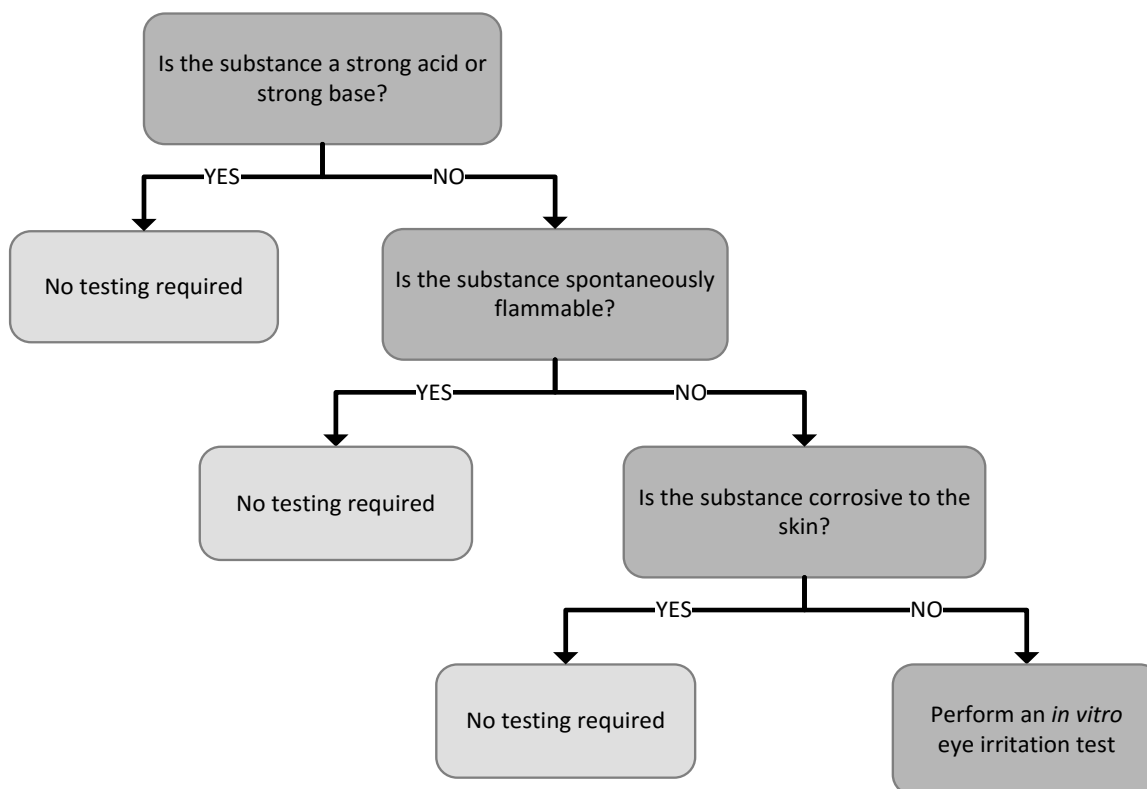 Is the substance a strong acid or
strong base?
YES
NO
No testing required
Is the substance spontaneously
flammable?
YES
NO
No testing required
Is the substance corrosive to the
skin?
YES
NO
No testing required
Perform an in vitro
eye irritation test